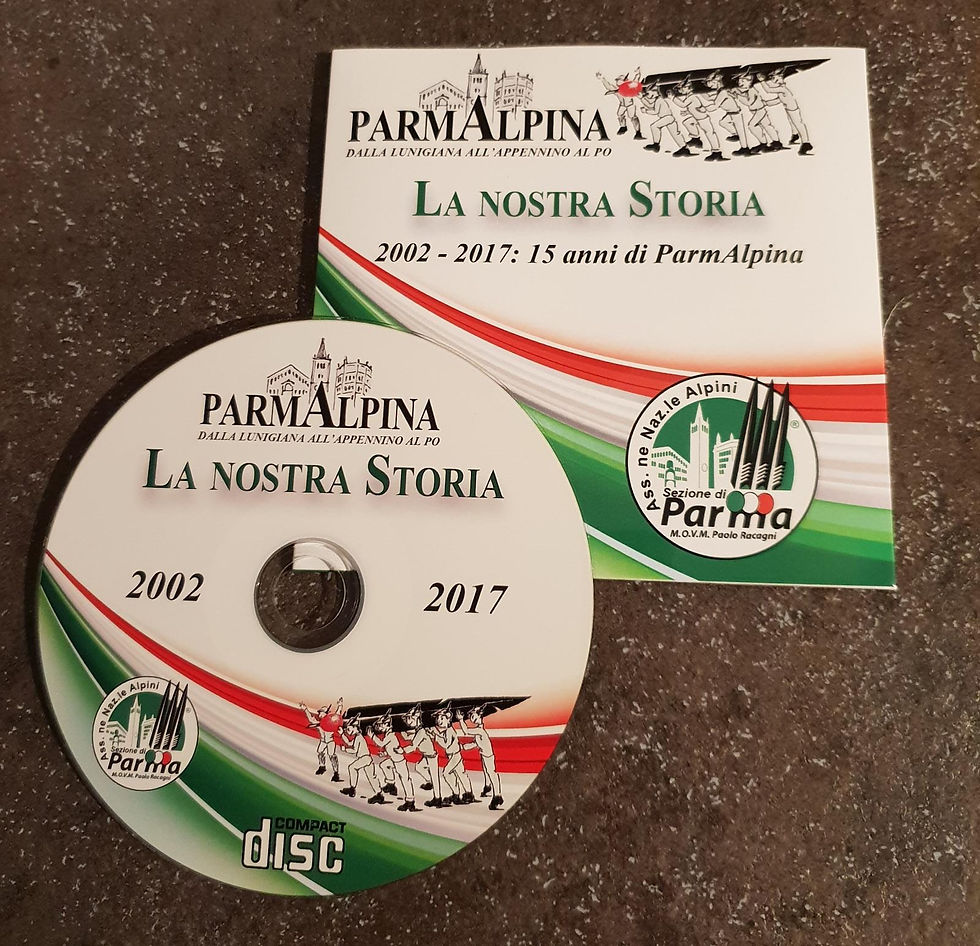 PARMALPINA
DALLA LUNIGIANA ALL'APPENNINO AL PO
LA NOSTRA STORIA
2002 - 2017: 15 anni di ParmAlpina
Ass.ne Naz.le Alpini
®
Sezione di
Parma
M.O.V.M. Paolo Racagni
PARMALPINA
DALLA LUNIGIANA ALL'APPENNINO AL PO
LA NOSTRA STORIA
2002
2017
Ass.ne Naz.le Alpini
®
Sezione di
Parma
M.O.V.M. Paolo Racagni
COMPACT
disc